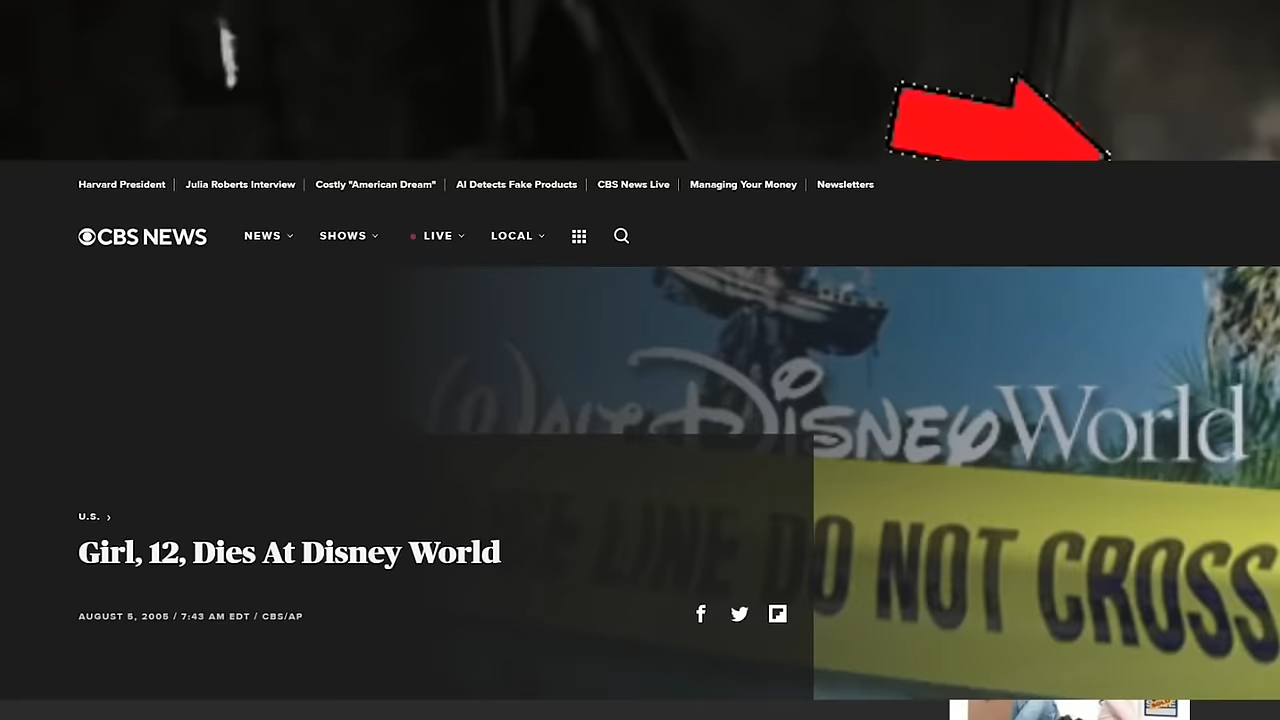 Harvard President
Julia Roberts Interview
Costly "American Dream"
AI Detects Fake Products
CBS News Live
Managing Your Money
Newsletters
CBS NEWS
NEWS
SHOWS
LIVE
LOCAL
WALT DISNEY World
LINE DO NOT CROSS
U.S. ›
Girl, 12, Dies At Disney World
AUGUST 5, 2005 / 7:43 AM EDT / CBS/AP